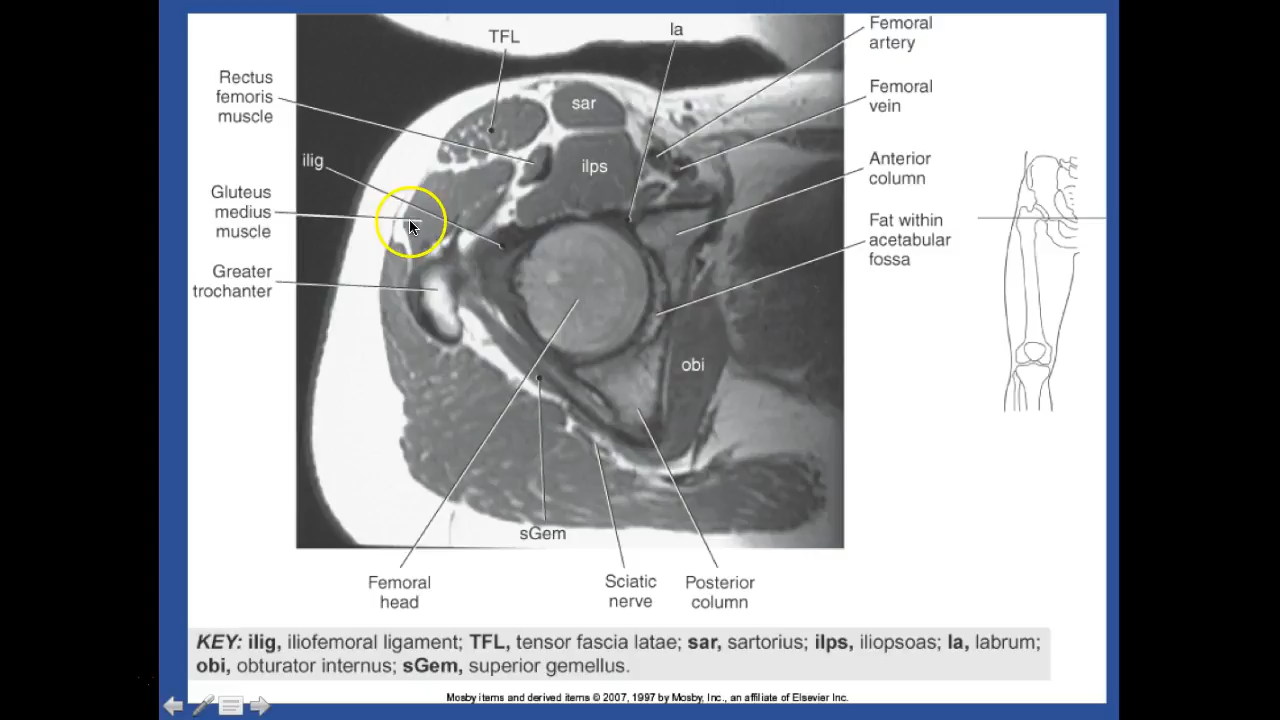 TFL
la
Femoral
artery
Rectus
femoris
muscle
sar
Femoral
vein
ilig
ilps
Anterior
column
Gluteus
medius
muscle
Fat within
acetabular
fossa
Greater
trochanter
obi
sGem
Femoral
head
Sciatic
nerve
Posterior
column
KEY: ilig, iliofemoral ligament; TFL, tensor fascia latae; sar, sartorius; ilps, iliopsoas; la, labrum;
obi, obturator internus; sGem, superior gemellus.
Mosby items and derived items © 2007, 1997 by Mosby, Inc., an affiliate of Elsevier Inc.